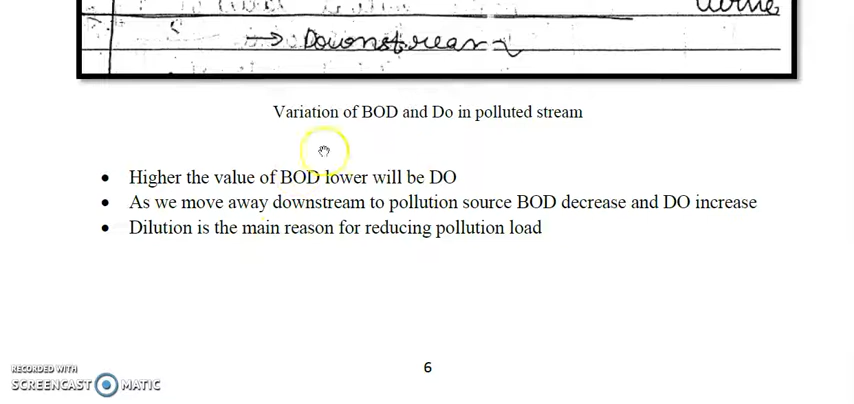 → Downstream
Variation of BOD and Do in polluted stream
• Higher the value of BOD lower will be DO
• As we move away downstream to pollution source BOD decrease and DO increase
• Dilution is the main reason for reducing pollution load
6
RECORDED WITH
SCREENCAST MATIC